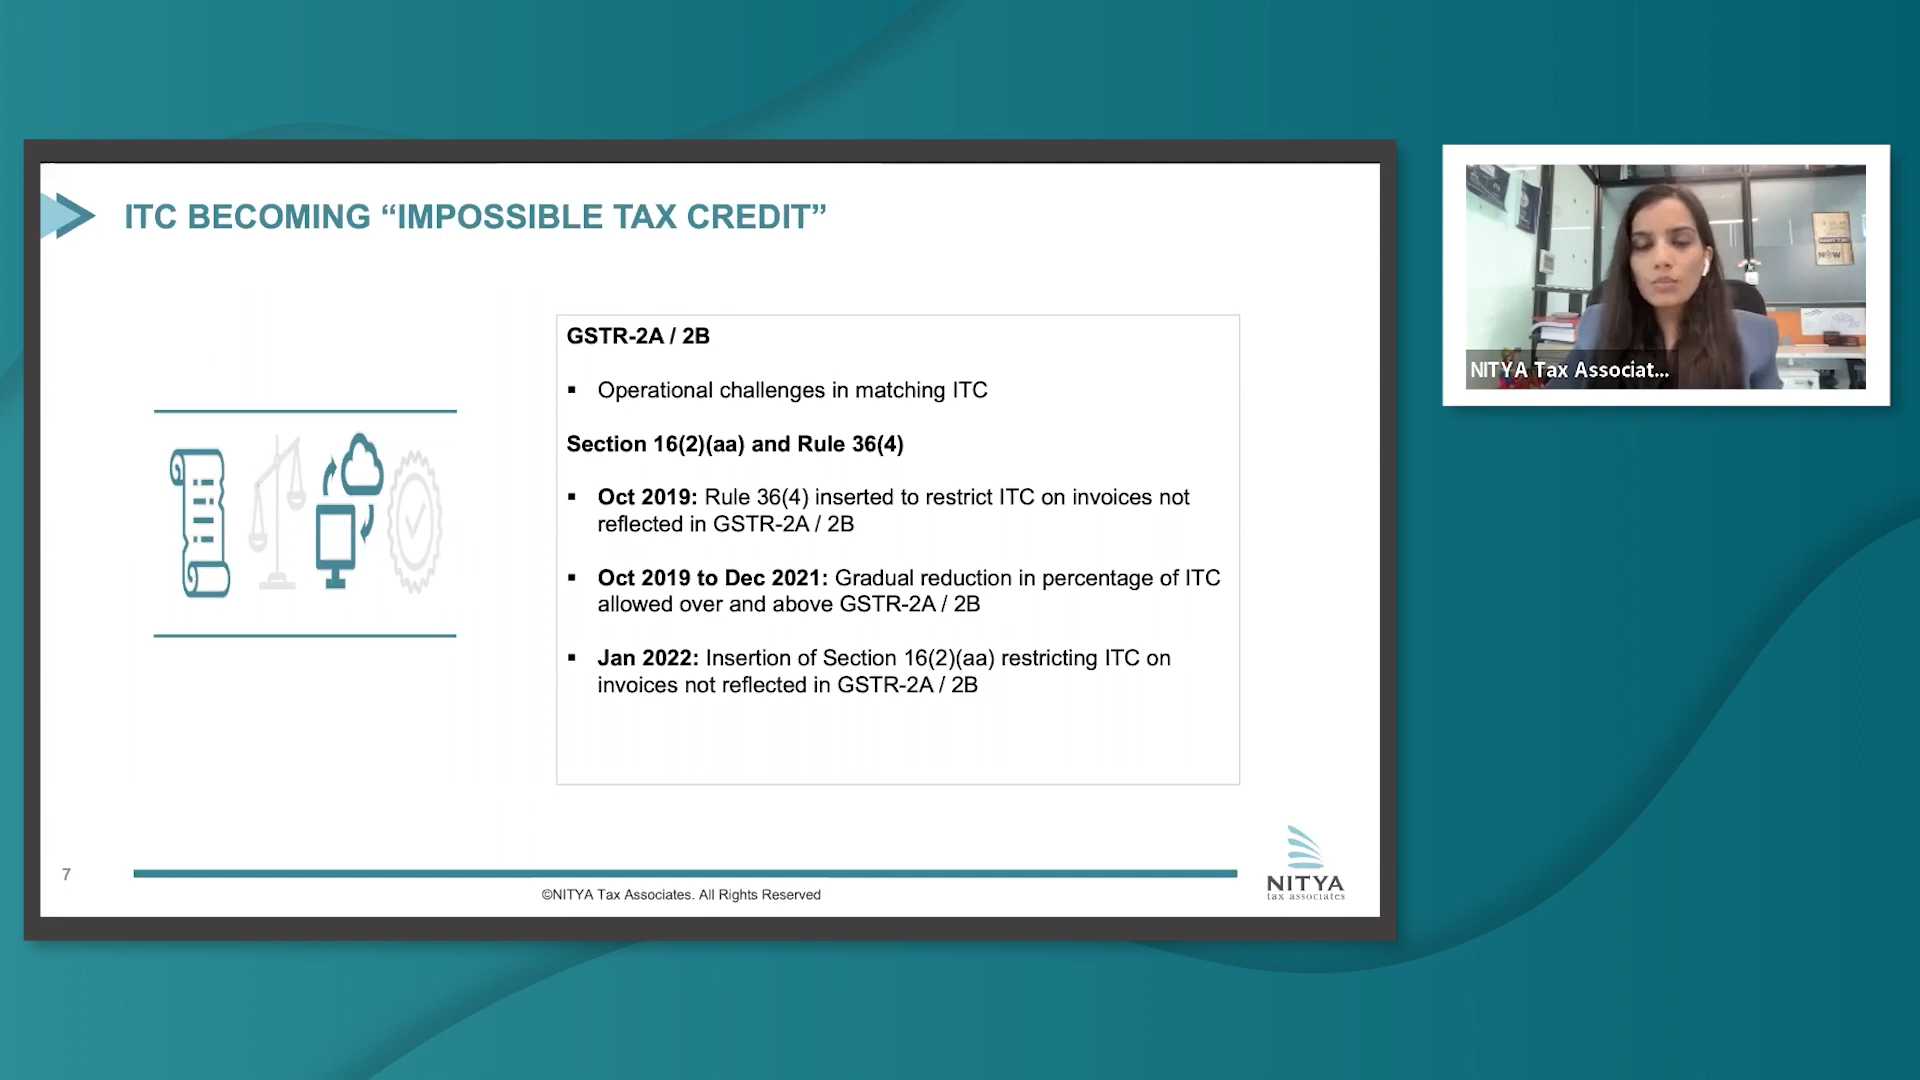 ITC BECOMING “IMPOSSIBLE TAX CREDIT”
GSTR-2A / 2B
▪ Operational challenges in matching ITC
Section 16(2)(aa) and Rule 36(4)
▪ Oct 2019: Rule 36(4) inserted to restrict ITC on invoices not
reflected in GSTR-2A / 2B
▪ Oct 2019 to Dec 2021: Gradual reduction in percentage of ITC
allowed over and above GSTR-2A / 2B
▪ Jan 2022: Insertion of Section 16(2)(aa) restricting ITC on
invoices not reflected in GSTR-2A / 2B
7
©NITYA Tax Associates. All Rights Reserved
NITYA
tax associates
NITYA Tax Associat...
NOW